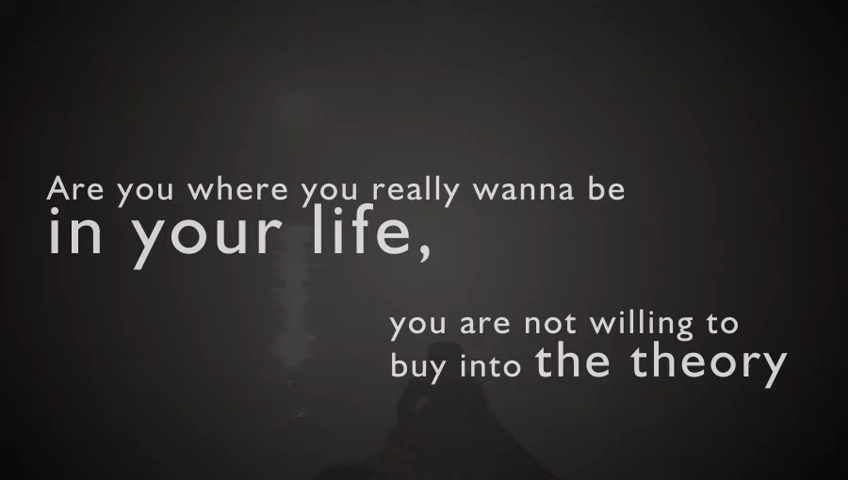 Are you where you really wanna be
in your life,
you are not willing to
buy into the theory